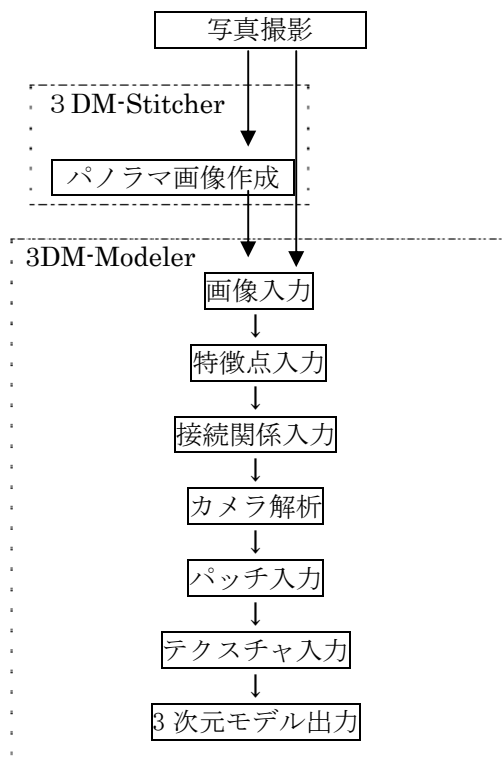 写真撮影
３DM-Stitcher
パノラマ画像作成
3DM-Modeler
画像入力
↓
特徴点入力
↓
接続関係入力
↓
カメラ解析
↓
パッチ入力
↓
テクスチャ入力
↓
3 次元モデル出力